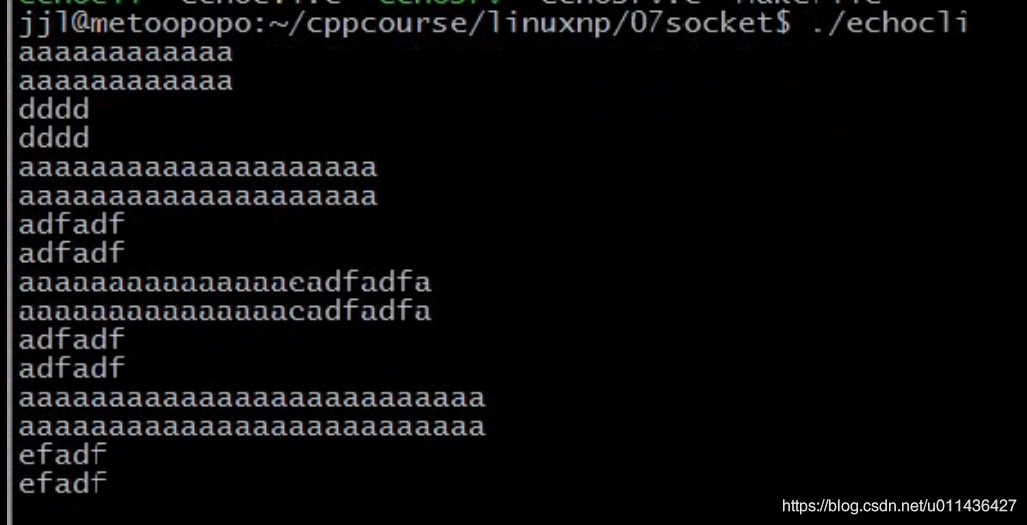 jjl@metoopopo:~/cppcourse/linuxnp/07socket$ ./echocli
aaaaaaaaaaaa
aaaaaaaaaaaa
dddd
dddd
aaaaaaaaaaaaaaaaaaaa
aaaaaaaaaaaaaaaaaaaa
adfadf
adfadf
aaaaaaaaaaaaaaacadfadfa
aaaaaaaaaaaaaaacadfadfa
adfadf
adfadf
aaaaaaaaaaaaaaaaaaaaaaaaaa
aaaaaaaaaaaaaaaaaaaaaaaaaa
efadf
efadf
https://blog.csdn.net/u011436427